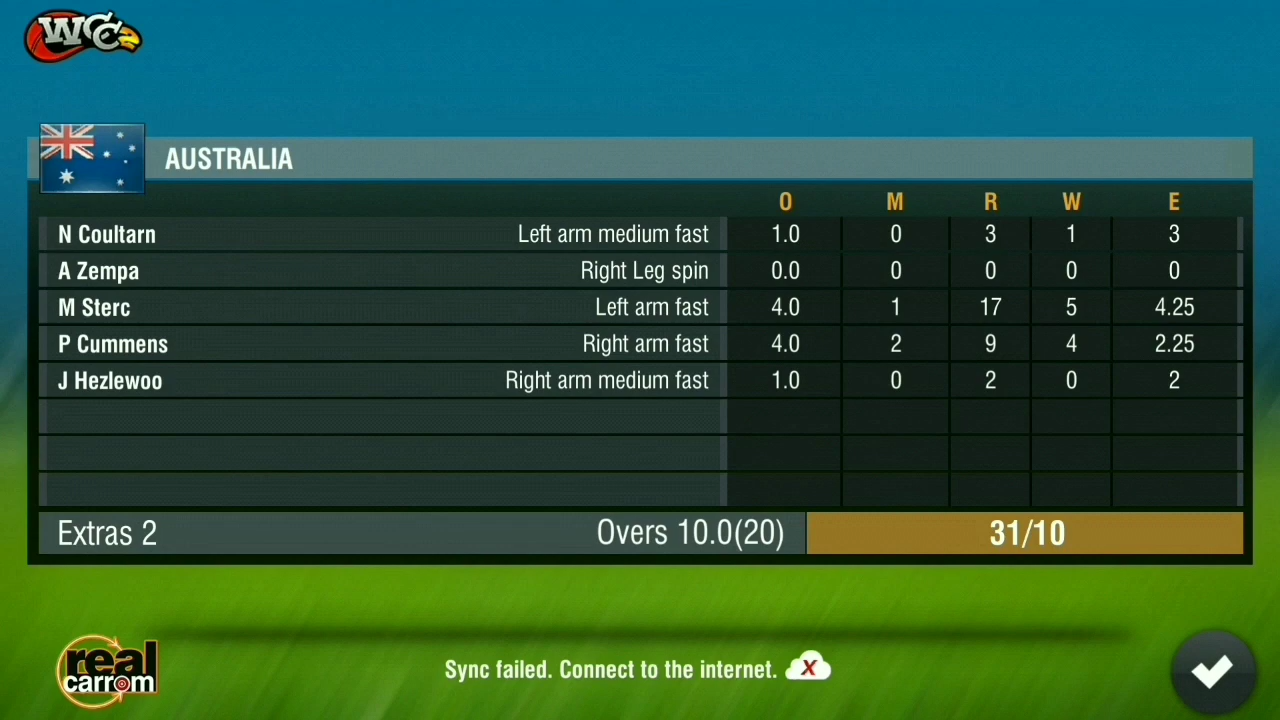 WCC
AUSTRALIA
O M R W E
N Coultarn Left arm medium fast 1.0 0 3 1 3
A Zempa Right Leg spin 0.0 0 0 0 0
M Sterc Left arm fast 4.0 1 17 5 4.25
P Cummens Right arm fast 4.0 2 9 4 2.25
J Hezlewoo Right arm medium fast 1.0 0 2 0 2
Extras 2 Overs 10.0(20) 31/10
real
carrom
Sync failed. Connect to the internet. X